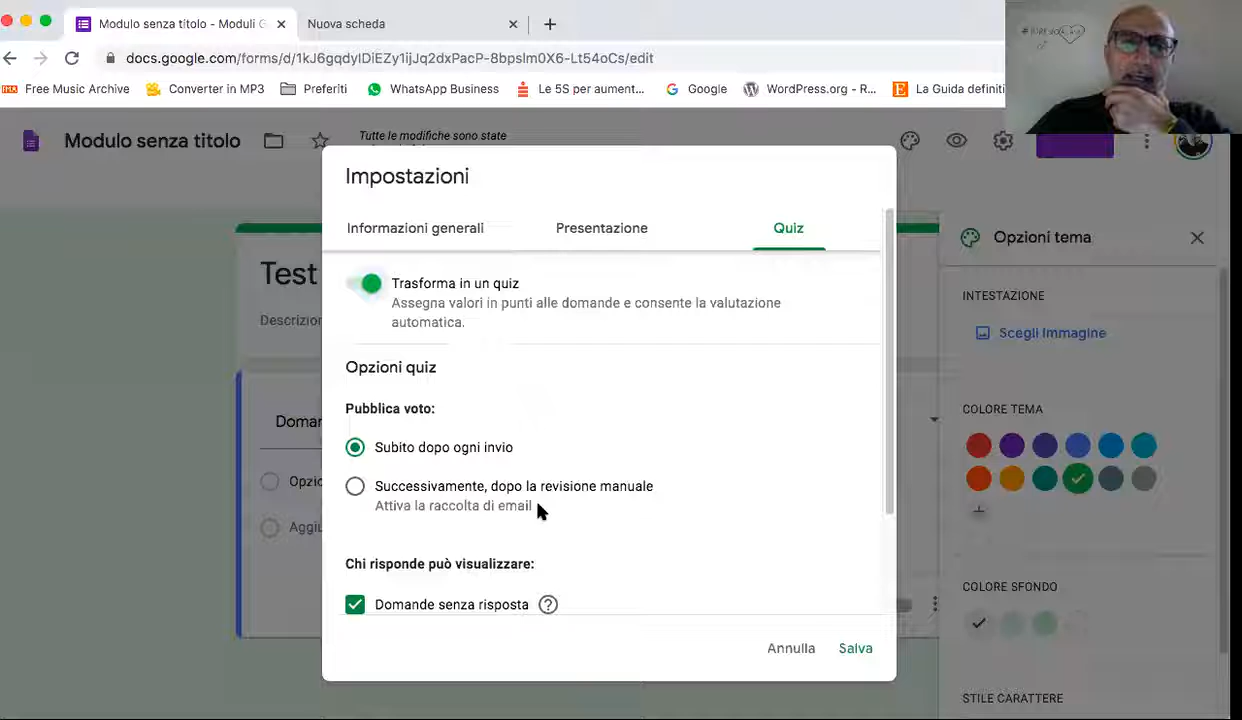 Modulo senza titolo - Moduli G
Nuova scheda
docs.google.com/forms/d/1kJ6gqdylDiEZy1ijJq2dxPacP-8bpslm0X6-Lt54oCs/edit
Free Music Archive
Converter in MP3
Preferiti
WhatsApp Business
Le 5S per aument...
Google
WordPress.org - R...
La Guida definiti
Modulo senza titolo
Tutte le modifiche sono state
Impostazioni
Informazioni generali
Presentazione
Quiz
Opzioni tema
Test
Trasforma in un quiz
Assegna valori in punti alle domande e consente la valutazione
automatica.
INTESTAZIONE
Descrizion
Scegli Immagine
Opzioni quiz
Pubblica voto:
COLORE TEMA
Doman
Subito dopo ogni invio
Opzio
Successivamente, dopo la revisione manuale
Attiva la raccolta di email
Aggiu
Chi risponde può visualizzare:
COLORE SFONDO
Domande senza risposta
Annulla
Salva
STILE CARATTERE